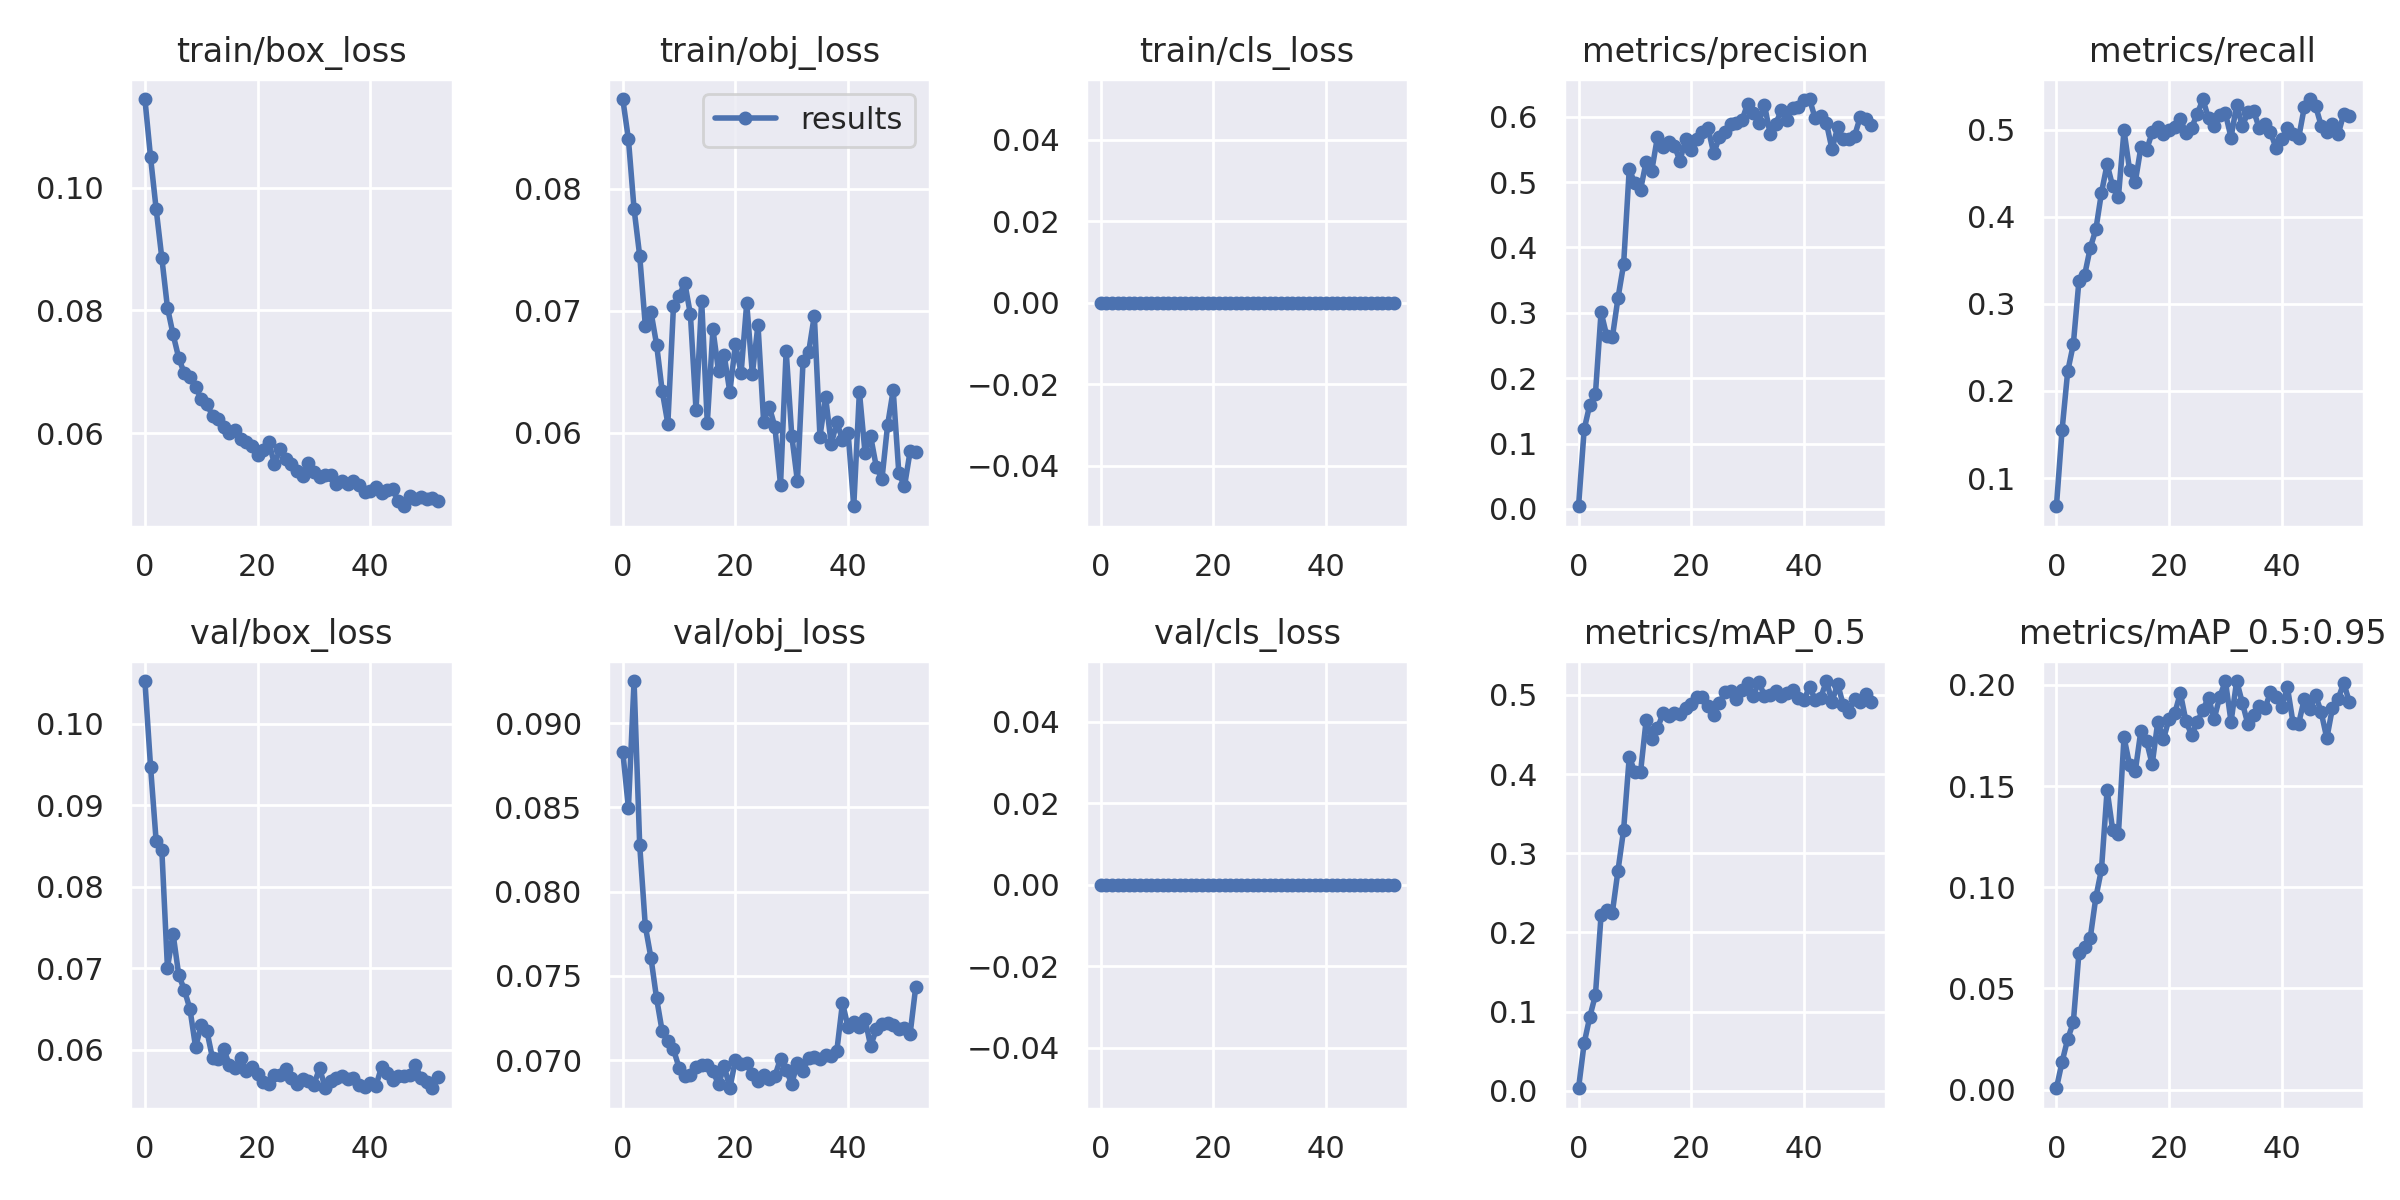 train/box_loss
0.10
0.08
0.06
0 20 40
train/obj_loss
results
0.08
0.07
0.06
0 20 40
train/cls_loss
0.04
0.02
0.00
−0.02
−0.04
0 20 40
metrics/precision
0.6
0.5
0.4
0.3
0.2
0.1
0.0
0 20 40
metrics/recall
0.5
0.4
0.3
0.2
0.1
0 20 40
val/box_loss
0.10
0.09
0.08
0.07
0.06
0 20 40
val/obj_loss
0.090
0.085
0.080
0.075
0.070
0 20 40
val/cls_loss
0.04
0.02
0.00
−0.02
−0.04
0 20 40
metrics/mAP_0.5
0.5
0.4
0.3
0.2
0.1
0.0
0 20 40
metrics/mAP_0.5:0.95
0.20
0.15
0.10
0.05
0.00
0 20 40